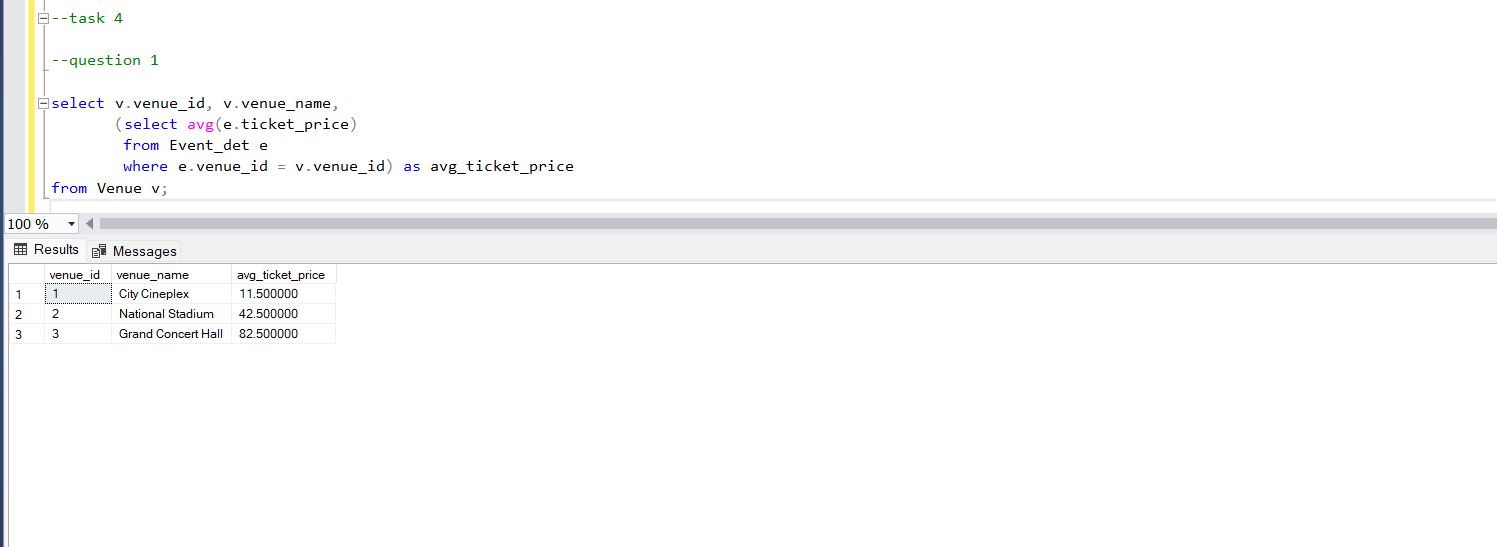 --task 4
--question 1
select v.venue_id, v.venue_name,
(select avg(e.ticket_price)
from Event_det e
where e.venue_id = v.venue_id) as avg_ticket_price
from Venue v;
100 %
Results Messages
venue_id venue_name avg_ticket_price
1 1 City Cineplex 11.500000
2 2 National Stadium 42.500000
3 3 Grand Concert Hall 82.500000